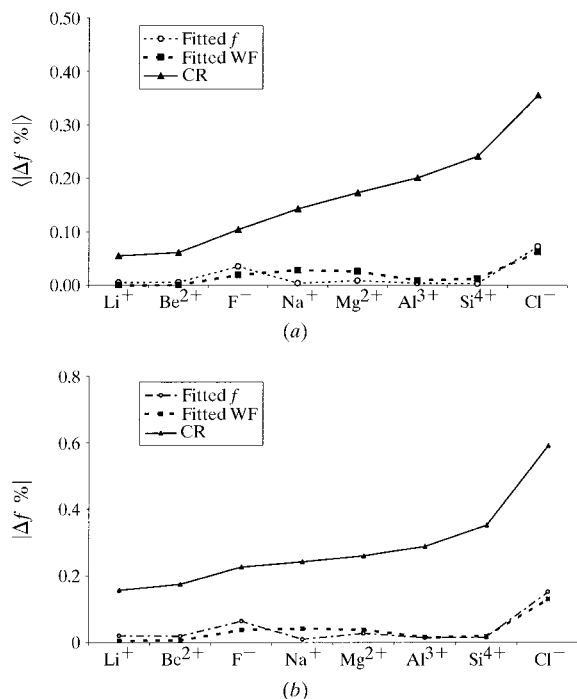 0.50
0.40
0.30
0.20
0.10
0.00
⟨|Δf %|⟩
Fitted f
Fitted WF
CR
Li⁺ Be²⁺ F⁻ Na⁺ Mg²⁺ Al³⁺ Si⁴⁺ Cl⁻
(a)
0.8
0.6
0.4
0.2
0
|Δf %|
Fitted f
Fitted WF
CR
Li⁺ Be²⁺ F⁻ Na⁺ Mg²⁺ Al³⁺ Si⁴⁺ Cl⁻
(b)